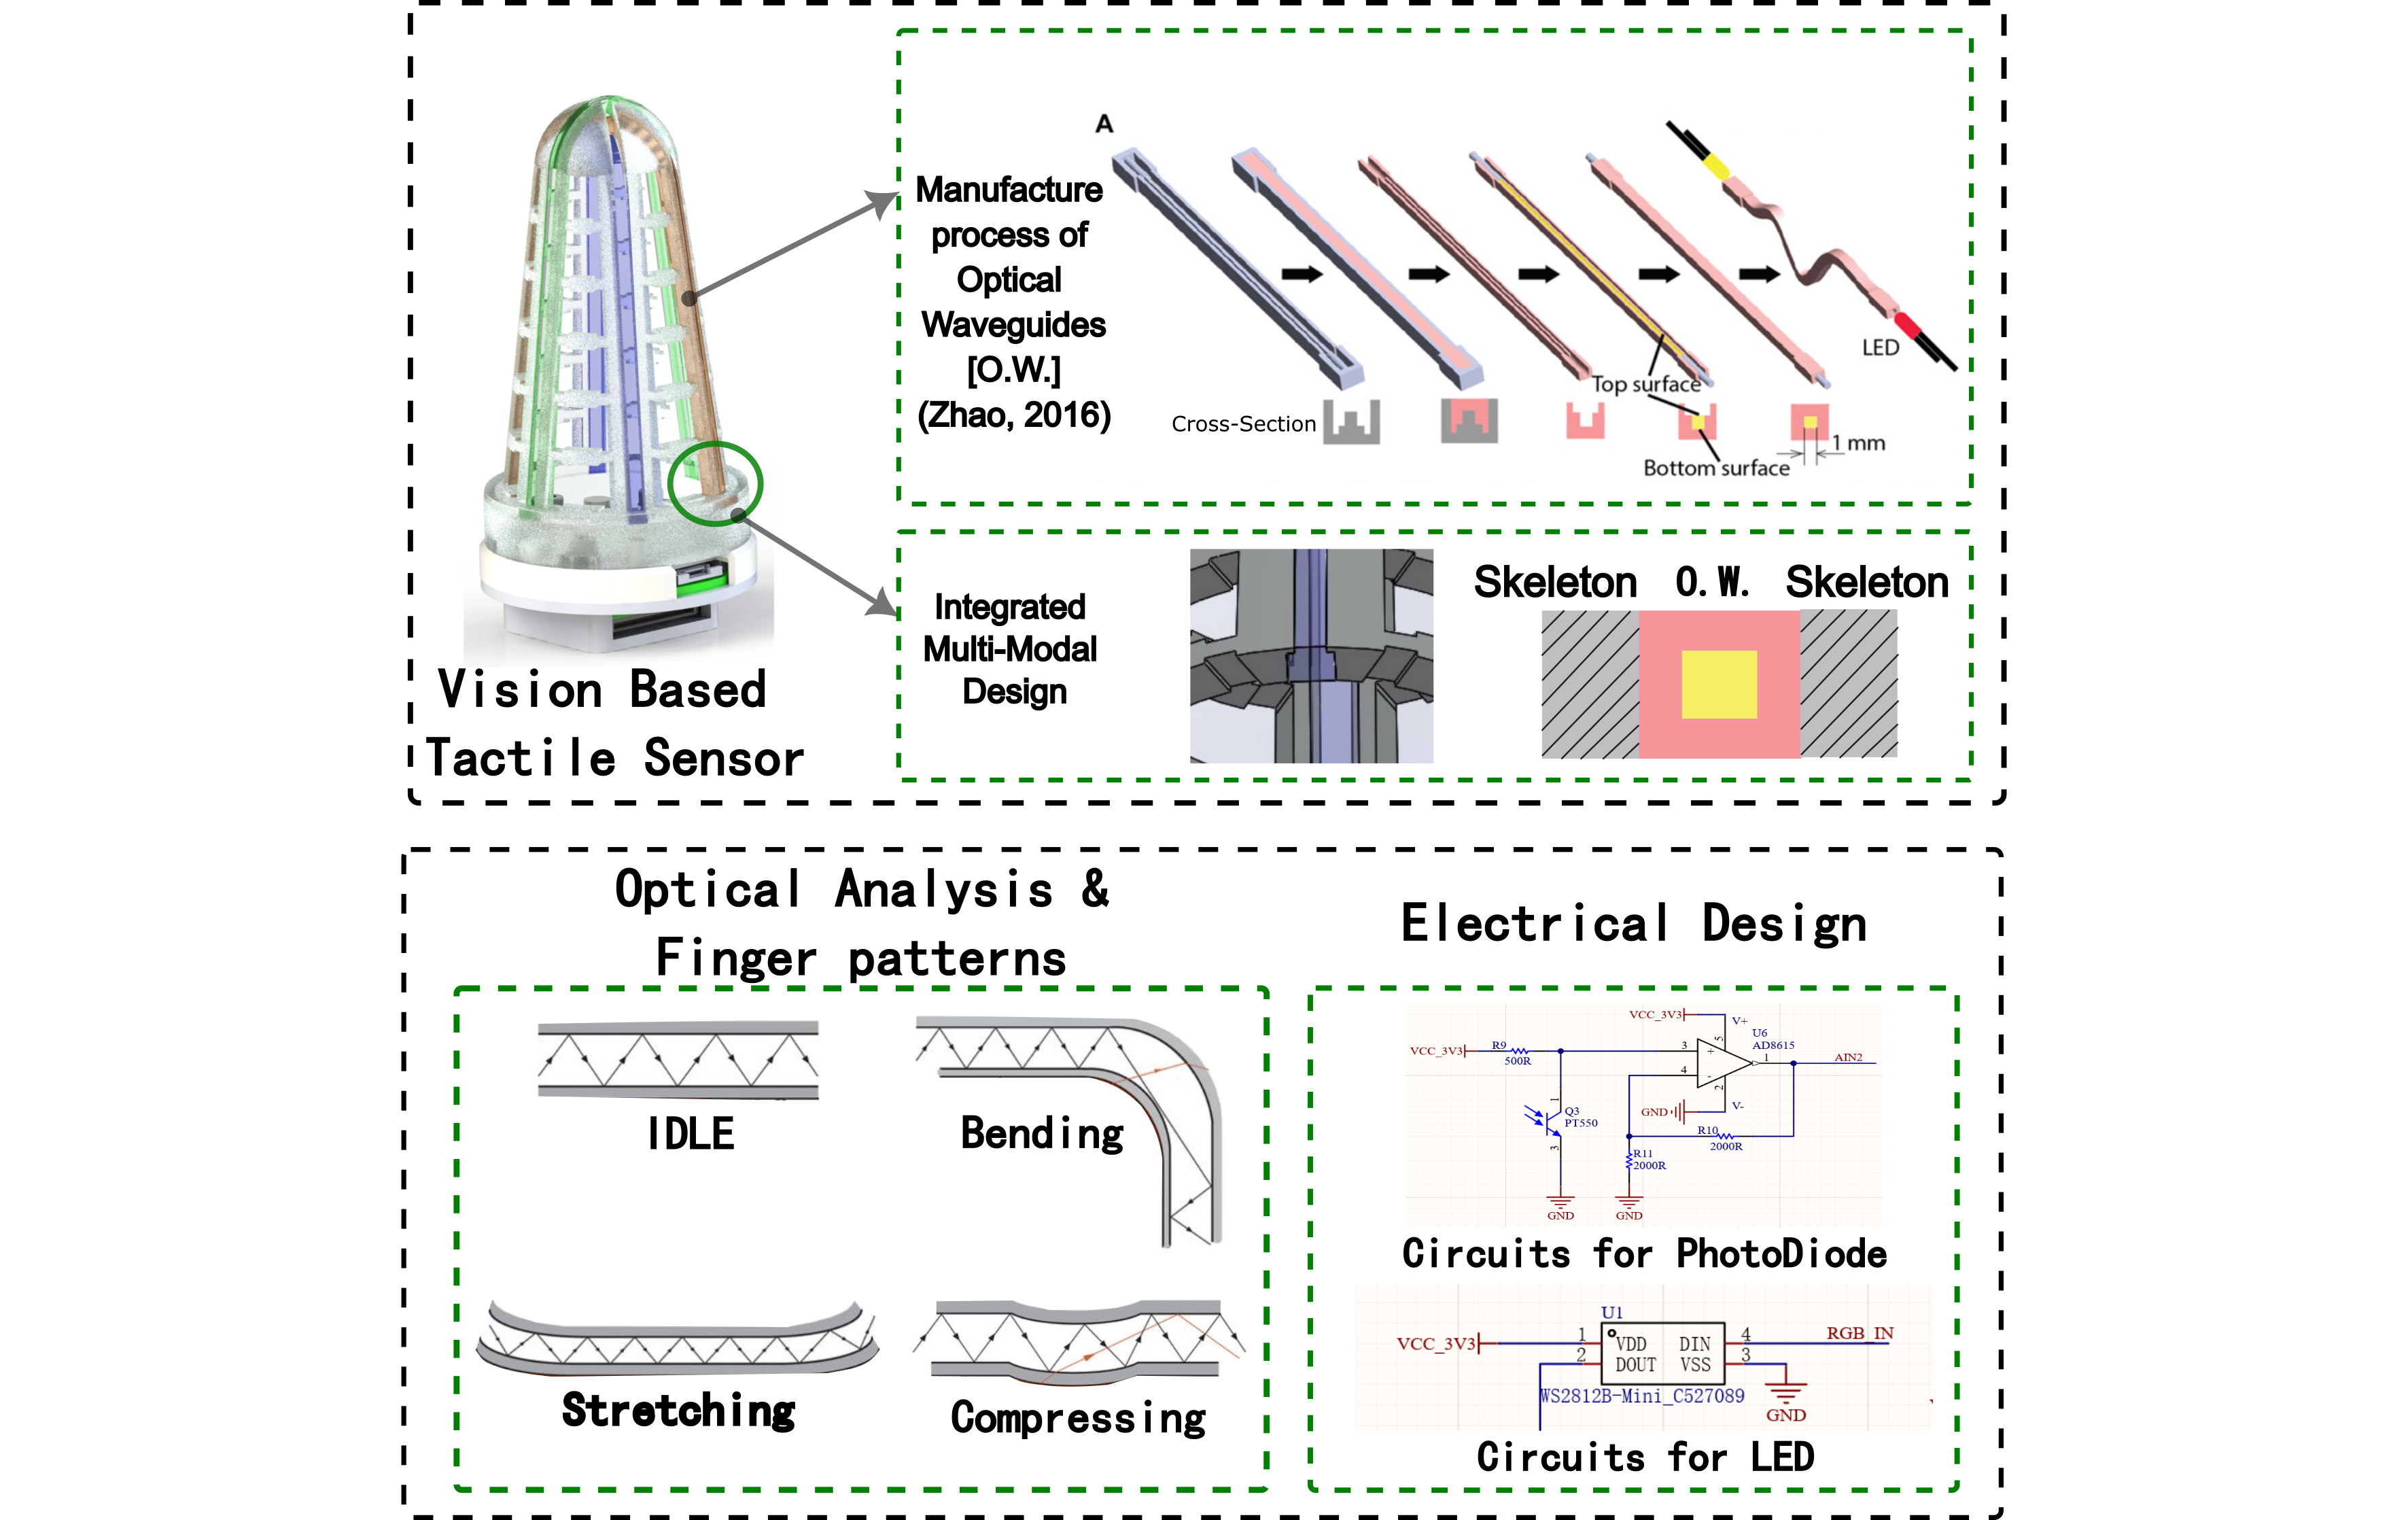 A
Manufacture
process of
Optical
Waveguides
[O.W.]
(Zhao, 2016)
LED
Top surface
Cross-Section
1 mm
Bottom surface
Integrated
Multi-Modal
Design
Skeleton O.W. Skeleton
Vision Based
Tactile Sensor
Optical Analysis &
Finger patterns
IDLE
Bending
Stretching
Compressing
Electrical Design
VCC_3V3
V+
U6
AD8615
VCC_3V3
R9
500R
3
+
5
1
AIN2
4
-
2
GND
V-
1
Q3
PT550
3
R10
2000R
R11
2000R
GND
GND
Circuits for PhotoDiode
U1
VCC_3V3
1
VDD
DIN
4
RGB_IN
2
DOUT
VSS
3
WS2812B-Mini_C527089
GND
Circuits for LED